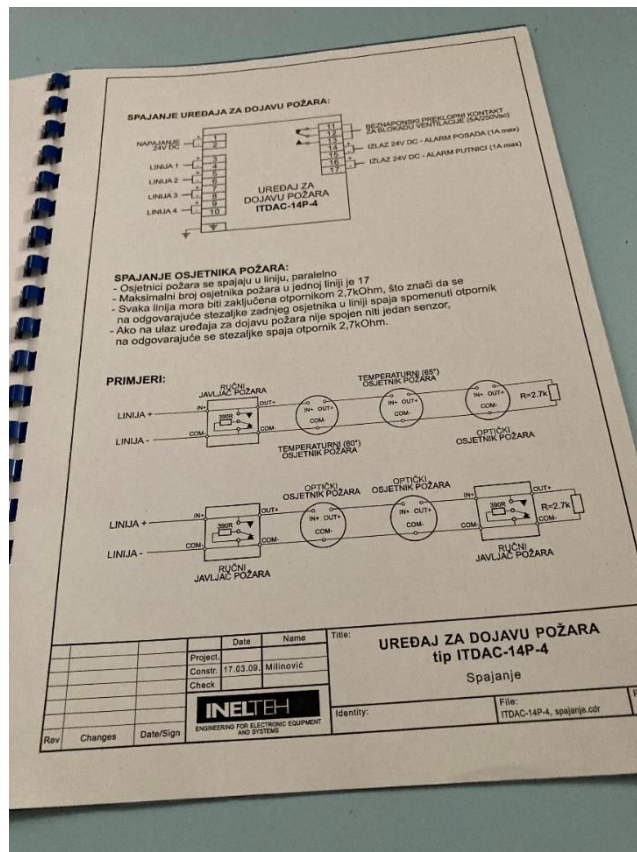 SPAJANJE UREĐAJA ZA DOJAVU POŽARA:
NAPAJANJE
24V DC
+
-
1
2
LINIJA 1
+
-
3
4
LINIJA 2
+
-
5
6
LINIJA 3
+
-
7
8
LINIJA 4
+
-
9
10
UREĐAJ ZA
DOJAVU POŽARA
ITDAC-14P-4
11
12
13
14
15
16
17
BEZNAPONSKI PREKLOPNI KONTAKT
ZA BLOKADU VENTILACIJE (5A/250Vac)
+
-
IZLAZ 24V DC - ALARM POSADA (1A max)
+
-
IZLAZ 24V DC - ALARM PUTNICI (1A max)
SPAJANJE OSJETNIKA POŽARA:
- Osjetnici požara se spajaju u liniju, paralelno
- Maksimalni broj osjetnika požara u jednoj liniji je 17
- Svaka linija mora biti zaključena otpornikom 2,7kOhm, što znači da se
na odgovarajuće stezaljke zadnjeg osjetnika u liniji spaja spomenuti otpornik
- Ako na ulaz uređaja za dojavu požara nije spojen niti jedan senzor,
na odgovarajuće se stezaljke spaja otpornik 2,7kOhm.
PRIMJERI:
RUČNI
JAVLJAČ POŽARA
TEMPERATURNI (65°)
OSJETNIK POŽARA
LINIJA +
IN+
OUT+
390R
IN+ OUT+
IN+ OUT+
IN+ OUT+
R=2.7k
LINIJA -
COM-
COM-
COM-
COM-
COM-
TEMPERATURNI (80°)
OSJETNIK POŽARA
OPTIČKI
OSJETNIK POŽARA
OPTIČKI
OSJETNIK POŽARA
OPTIČKI
OSJETNIK POŽARA
LINIJA +
IN+
OUT+
390R
IN+ OUT+
IN+ OUT+
IN+
OUT+
390R
R=2.7k
LINIJA -
COM-
COM-
COM-
COM-
COM-
COM-
RUČNI
JAVLJAČ POŽARA
RUČNI
JAVLJAČ POŽARA
Date
Name
Project.
Constr.
17.03.09.
Milinović
Check
Rev
Changes
Date/Sign
INELTEH
ENGINEERING FOR ELECTRONIC EQUIPMENT
AND SYSTEMS
Title:
UREĐAJ ZA DOJAVU POŽARA
tip ITDAC-14P-4
Spajanje
Identity:
File:
ITDAC-14P-4, spajanje.cdr